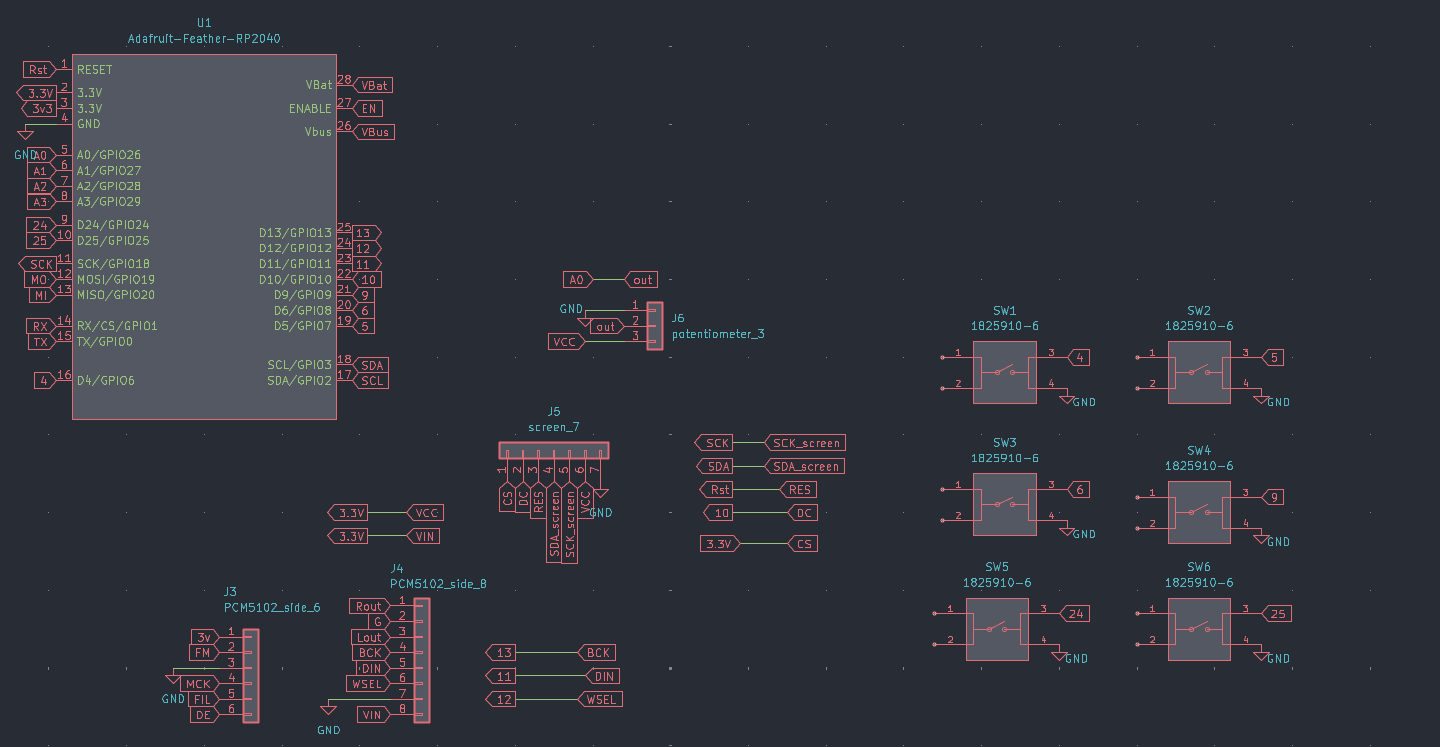 U1
Adafruit-Feather-RP2040
Rst 1 RESET
3.3V 2 3.3V
3v3 3 3.3V
4 GND
GND
A0 5 A0/GPIO26
A1 6 A1/GPIO27
A2 7 A2/GPIO28
A3 8 A3/GPIO29
24 9 D24/GPIO24
25 10 D25/GPIO25
SCK 11 SCK/GPIO18
MO 12 MOSI/GPIO19
MI 13 MISO/GPIO20
RX 14 RX/CS/GPIO1
TX 15 TX/GPIO0
4 16 D4/GPIO6
VBat 28 VBat
ENABLE 27 EN
Vbus 26 VBus
D13/GPIO13 25 13
D12/GPIO12 24 12
D11/GPIO11 23 11
D10/GPIO10 22 10
D9/GPIO9 21 9
D6/GPIO8 20 6
D5/GPIO7 19 5
SCL/GPIO3 18 SDA
SDA/GPIO2 17 SCL
A0 out
GND 1
out 2
VCC 3
J6
potentiometer_3
J5
screen_7
1 2 3 4 5 6 7
CS
DC
RES
SDA_screen
SCK_screen
VCC
GND
SCK SCK_screen
SDA SDA_screen
Rst RES
10 DC
3.3V CS
3.3V VCC
3.3V VIN
J3
PCM5102_side_6
3v 1
FM 2
3
GND
MCK 4
FIL 5
DE 6
J4
PCM5102_side_8
Rout 1
G 2
Lout 3
BCK 4
DIN 5
WSEL 6
7
VIN 8
GND
13 BCK
11 DIN
12 WSEL
SW1
1825910-6
1 3 4
2 4 GND
SW2
1825910-6
1 3 5
2 4 GND
SW3
1825910-6
1 3 6
2 4 GND
SW4
1825910-6
1 3 9
2 4 GND
SW5
1825910-6
1 3 24
2 4 GND
SW6
1825910-6
1 3 25
2 4 GND